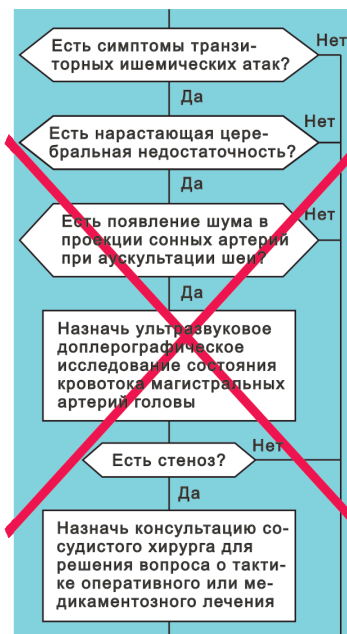 Есть симптомы транзи-
торных ишемических атак?
Нет
Да
Есть нарастающая цере-
бральная недостаточность?
Нет
Да
Есть появление шума в
проекции сонных артерий
при аускультации шеи?
Нет
Да
Назначь ультразвуковое
доплерографическое
исследование состояния
кровотока магистральных
артерий головы
Есть стеноз?
Нет
Да
Назначь консультацию со-
судистого хирурга для
решения вопроса о такти-
ке оперативного или ме-
дикаментозного лечения